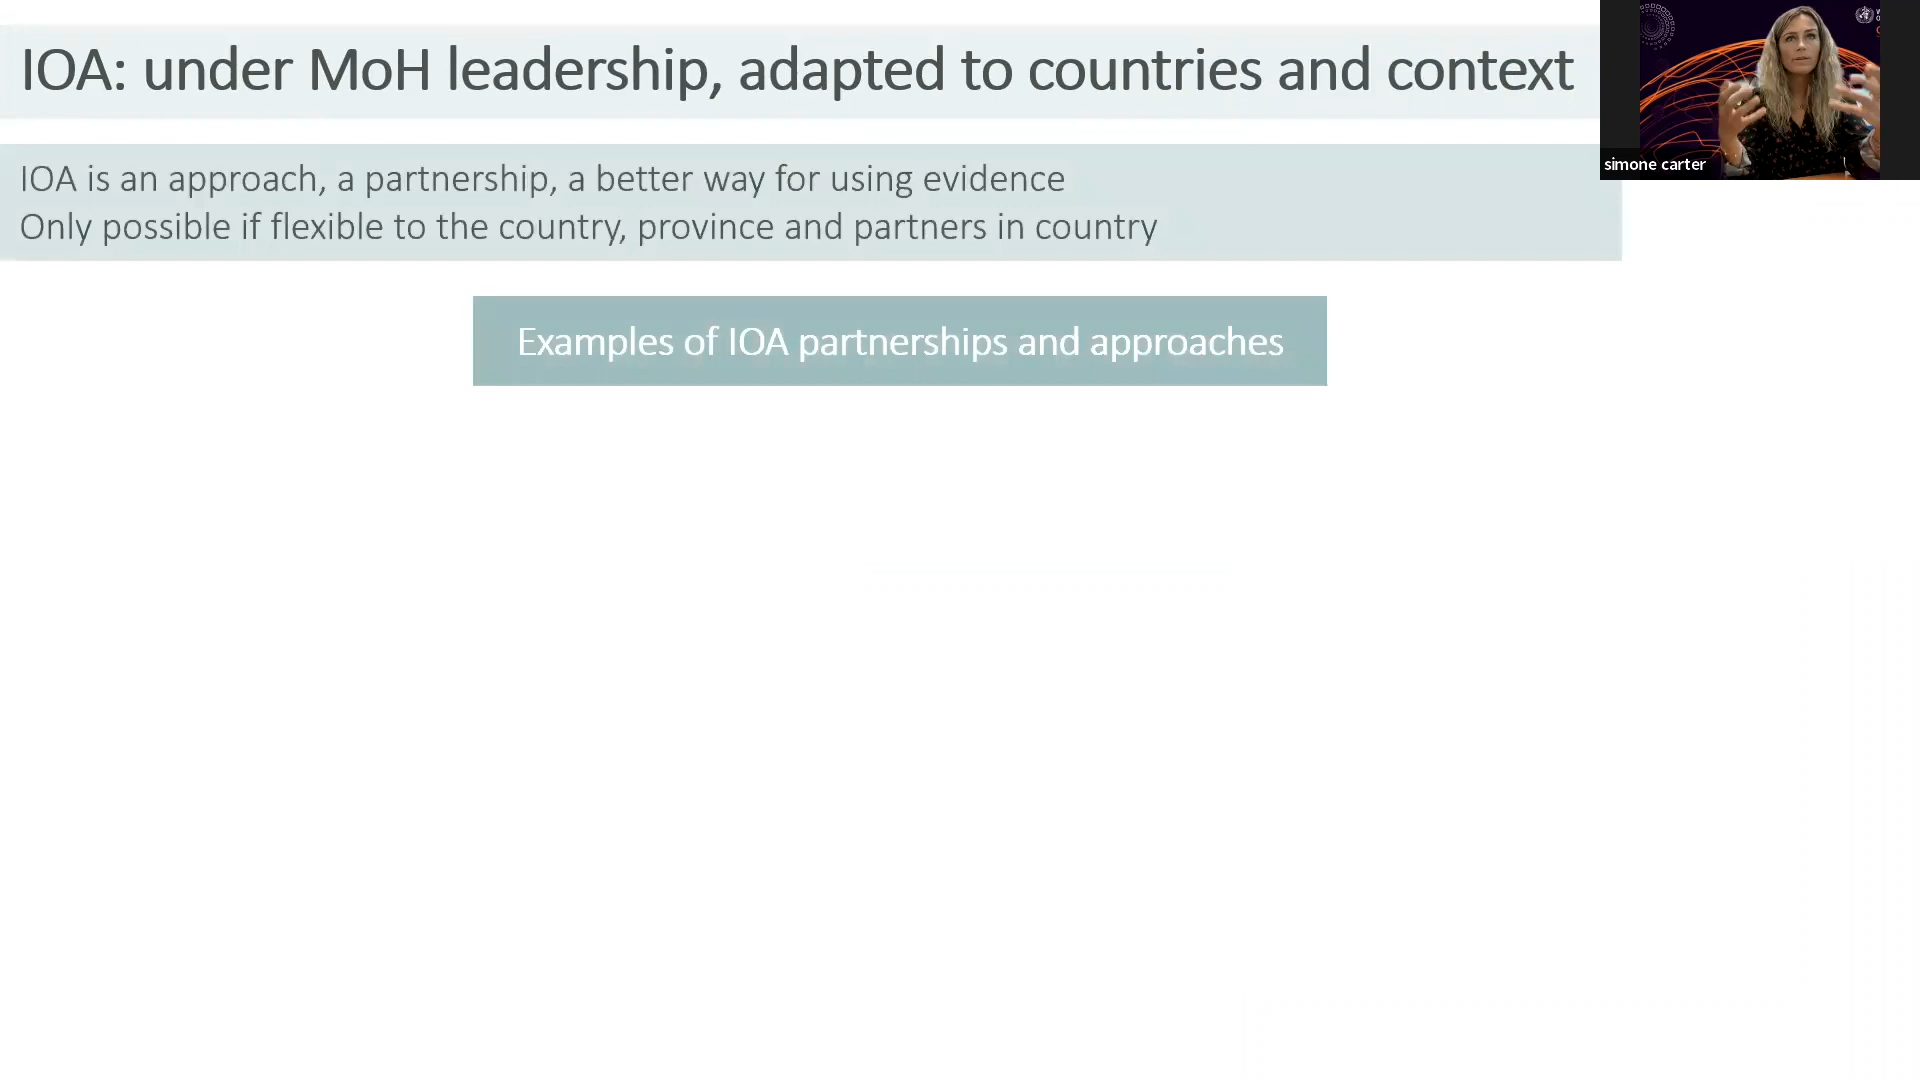 IOA: under MoH leadership, adapted to countries and context
simone carter
IOA is an approach, a partnership, a better way for using evidence
Only possible if flexible to the country, province and partners in country
Examples of IOA partnerships and approaches